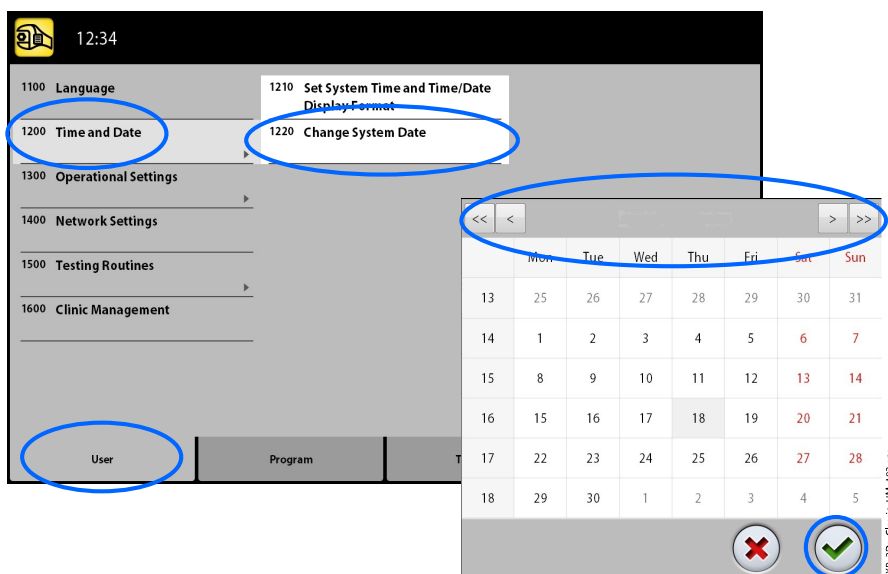 12:34
1100 Language
1200 Time and Date
1300 Operational Settings
1400 Network Settings
1500 Testing Routines
1600 Clinic Management
1210 Set System Time and Time/Date
Display Format
1220 Change System Date
User
Program
T
<< < > >>
Mon Tue Wed Thu Fri Sat Sun
13 25 26 27 28 29 30 31
14 1 2 3 4 5 6 7
15 8 9 10 11 12 13 14
16 15 16 17 18 19 20 21
17 22 23 24 25 26 27 28
18 29 30 1 2 3 4 5